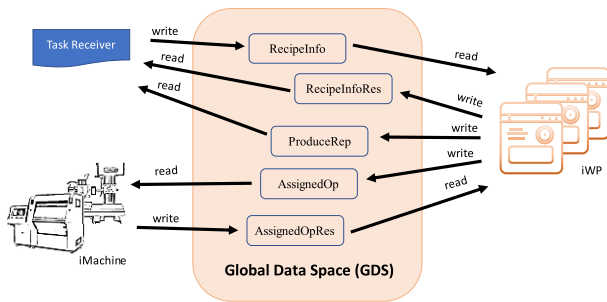 Task Receiver
write
RecipeInfo
read
read
RecipeInfoRes
write
read
ProduceRep
write
write
read
AssignedOp
iWP
read
write
AssignedOpRes
iMachine
Global Data Space (GDS)